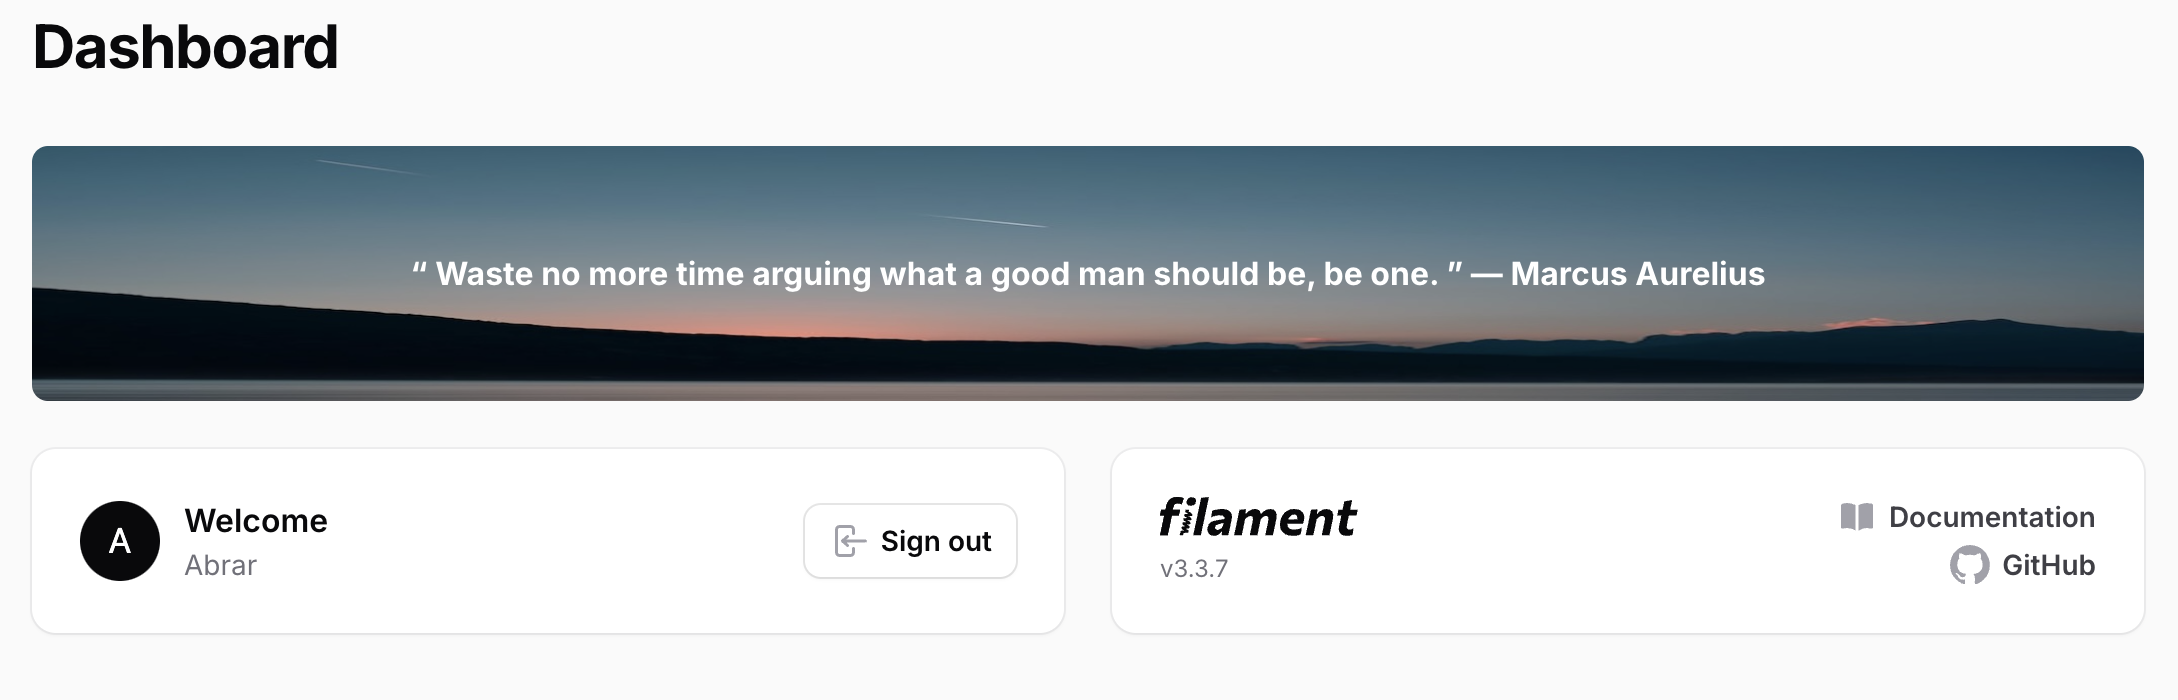 Dashboard
“ Waste no more time arguing what a good man should be, be one. ” — Marcus Aurelius
A
Welcome
Abrar
Sign out
filament
v3.3.7
Documentation
GitHub